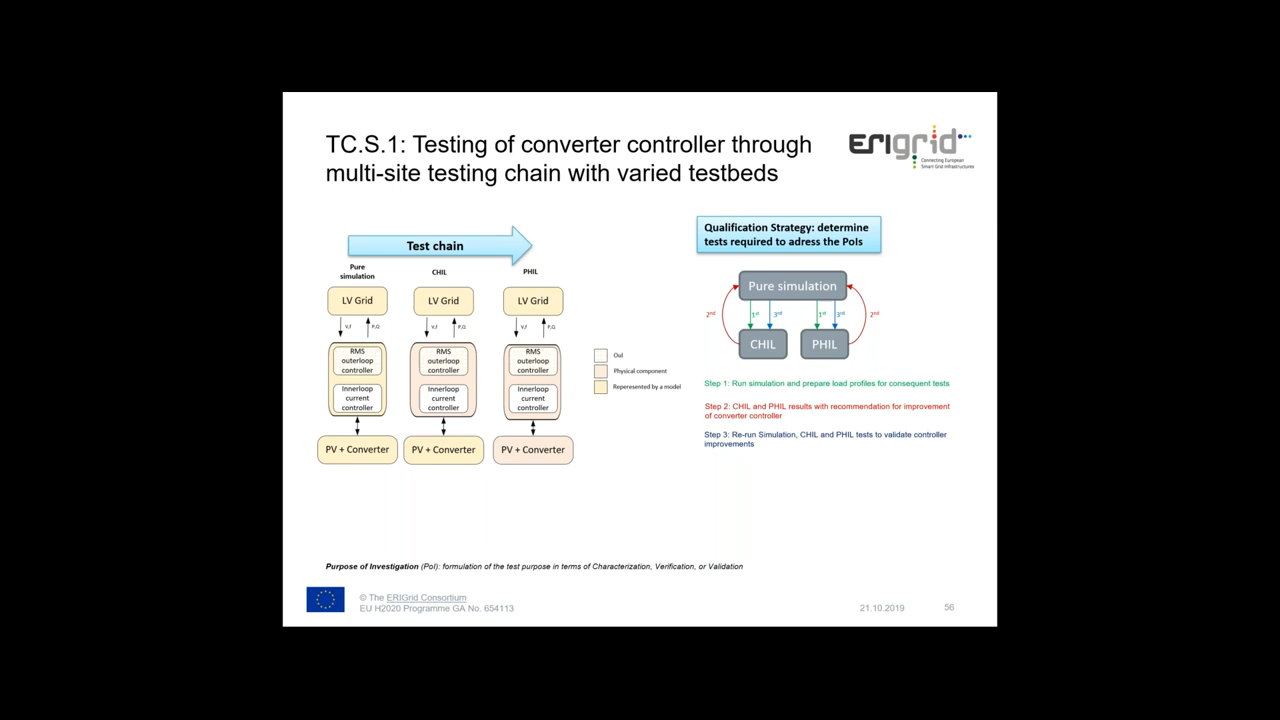 TC.S.1: Testing of converter controller through
multi-site testing chain with varied testbeds
ERIgrid
Connecting European
Smart Grid Infrastructures
Test chain
Pure
simulation
CHIL
PHIL
LV Grid
LV Grid
LV Grid
V,f
P,Q
V,f
P,Q
V,f
P,Q
RMS
outerloop
controller
Innerloop
current
controller
RMS
outerloop
controller
Innerloop
current
controller
RMS
outerloop
controller
Innerloop
current
controller
PV + Converter
PV + Converter
PV + Converter
OuI
Physical component
Reperesented by a model
Qualification Strategy: determine
tests required to adress the PoIs
Pure simulation
2nd
1st
3rd
1st
3rd
2nd
CHIL
PHIL
Step 1: Run simulation and prepare load profiles for consequent tests
Step 2: CHIL and PHIL results with recommendation for improvement
of converter controller
Step 3: Re-run Simulation, CHIL and PHIL tests to validate controller
improvements
Purpose of Investigation (PoI): formulation of the test purpose in terms of Characterization, Verification, or Validation
© The ERIGrid Consortium
EU H2020 Programme GA No. 654113
21.10.2019
56